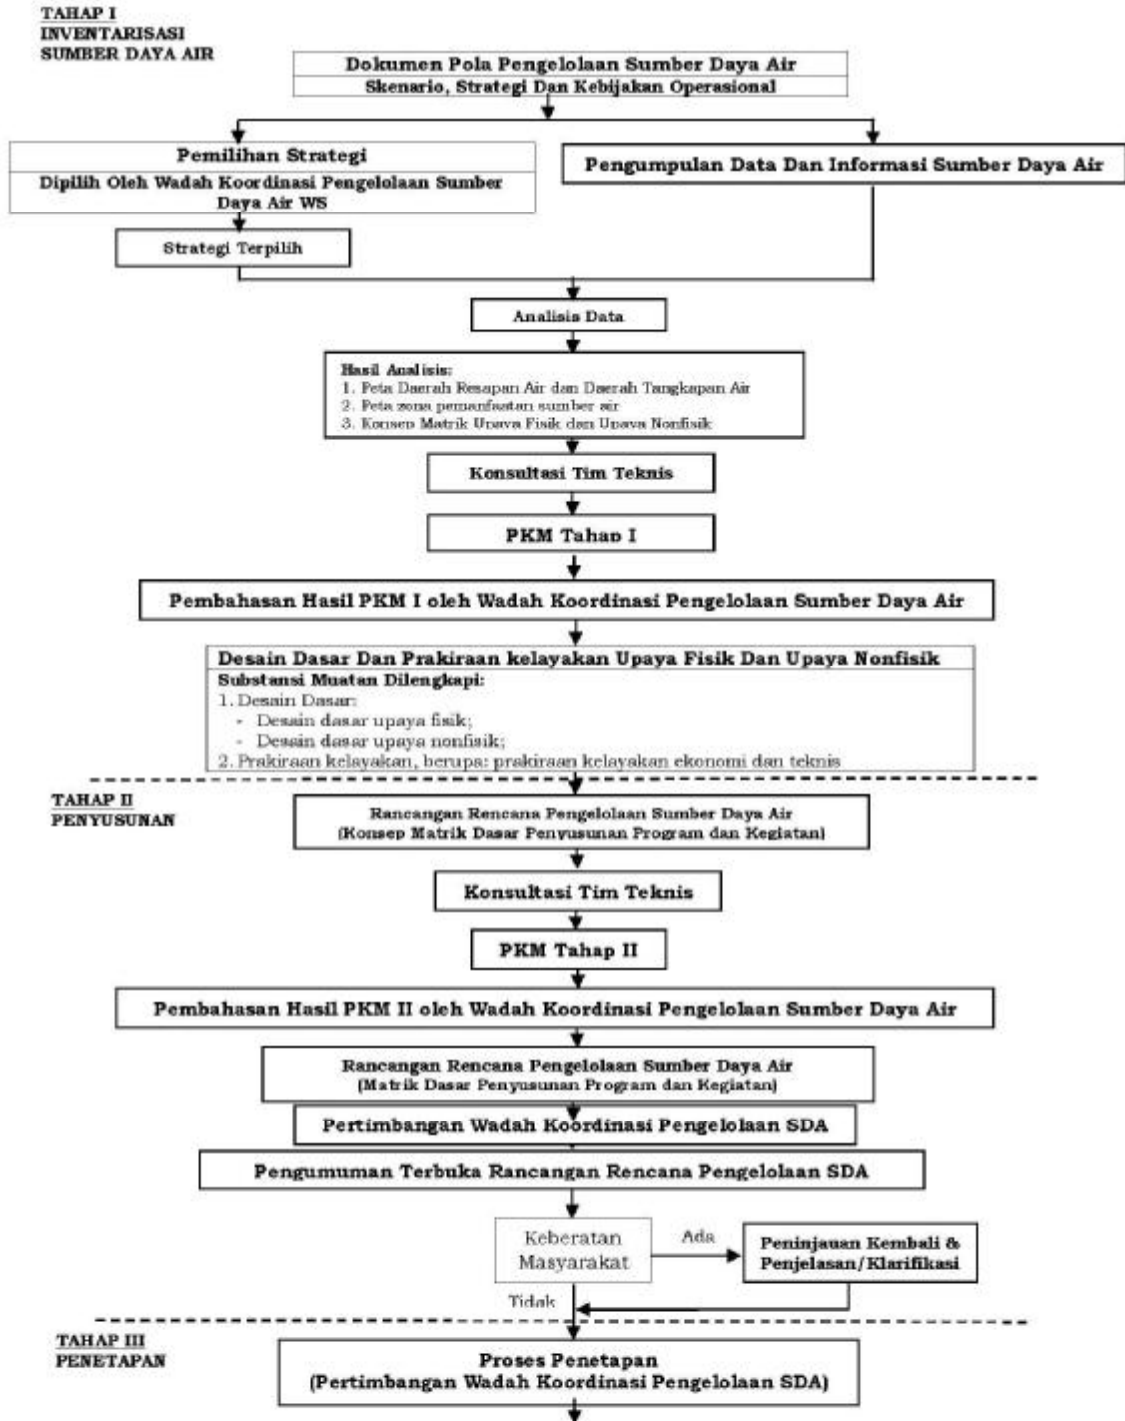 TAHAP I
INVENTARISASI
SUMBER DAYA AIR
Dokumen Pola Pengelolaan Sumber Daya Air
Skenario, Strategi Dan Kebijakan Operasional
Pemilihan Strategi
Dipilih Oleh Wadah Koordinasi Pengelolaan Sumber
Daya Air WS
Pengumpulan Data Dan Informasi Sumber Daya Air
Strategi Terpilih
Analisis Data
Hasil Analisis:
1. Peta Daerah Resapan Air dan Daerah Tangkapan Air
2. Peta zona pemanfaatan sumber air
3. Konsep Matrik Upaya Fisik dan Upaya Nonfisik
Konsultasi Tim Teknis
PKM Tahap I
Pembahasan Hasil PKM I oleh Wadah Koordinasi Pengelolaan Sumber Daya Air
Desain Dasar Dan Prakiraan kelayakan Upaya Fisik Dan Upaya Nonfisik
Substansi Muatan Dilengkapi:
1. Desain Dasar:
- Desain dasar upaya fisik;
- Desain dasar upaya nonfisik;
2. Prakiraan kelayakan, berupa: prakiraan kelayakan ekonomi dan teknis
TAHAP II
PENYUSUNAN
Rancangan Rencana Pengelolaan Sumber Daya Air
(Konsep Matrik Dasar Penyusunan Program dan Kegiatan)
Konsultasi Tim Teknis
PKM Tahap II
Pembahasan Hasil PKM II oleh Wadah Koordinasi Pengelolaan Sumber Daya Air
Rancangan Rencana Pengelolaan Sumber Daya Air
(Matrik Dasar Penyusunan Program dan Kegiatan)
Pertimbangan Wadah Koordinasi Pengelolaan SDA
Pengumuman Terbuka Rancangan Rencana Pengelolaan SDA
Keberatan
Masyarakat
Ada
Peninjauan Kembali &
Penjelasan/Klarifikasi
Tidak
TAHAP III
PENETAPAN
Proses Penetapan
(Pertimbangan Wadah Koordinasi Pengelolaan SDA)